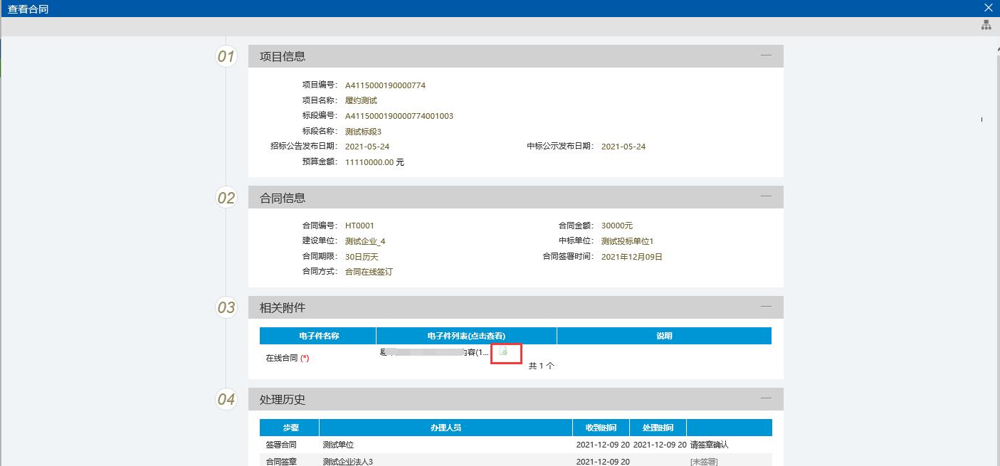 查看合同
01 项目信息
项目编号： A4115000190000774
项目名称： 履约测试
标段编号： A4115000190000774001003
标段名称： 测试标段3
招标公告发布日期： 2021-05-24 中标公示发布日期： 2021-05-24
预算金额： 11110000.00 元
02 合同信息
合同编号： HT0001 合同金额： 30000元
建设单位： 测试企业_4 中标单位： 测试投标单位1
合同期限： 30日历天 合同签署时间： 2021年12月09日
合同方式： 合同在线签订
03 相关附件
电子件名称 电子件列表(点击查看) 说明
在线合同 (*) 内容(1...
共 1 个
04 处理历史
步骤 办理人员 收到时间 处理时间
签署合同 测试单位 2021-12-09 20 2021-12-09 20 请签章确认
合同签章 测试企业法人3 2021-12-09 20 [未签署]